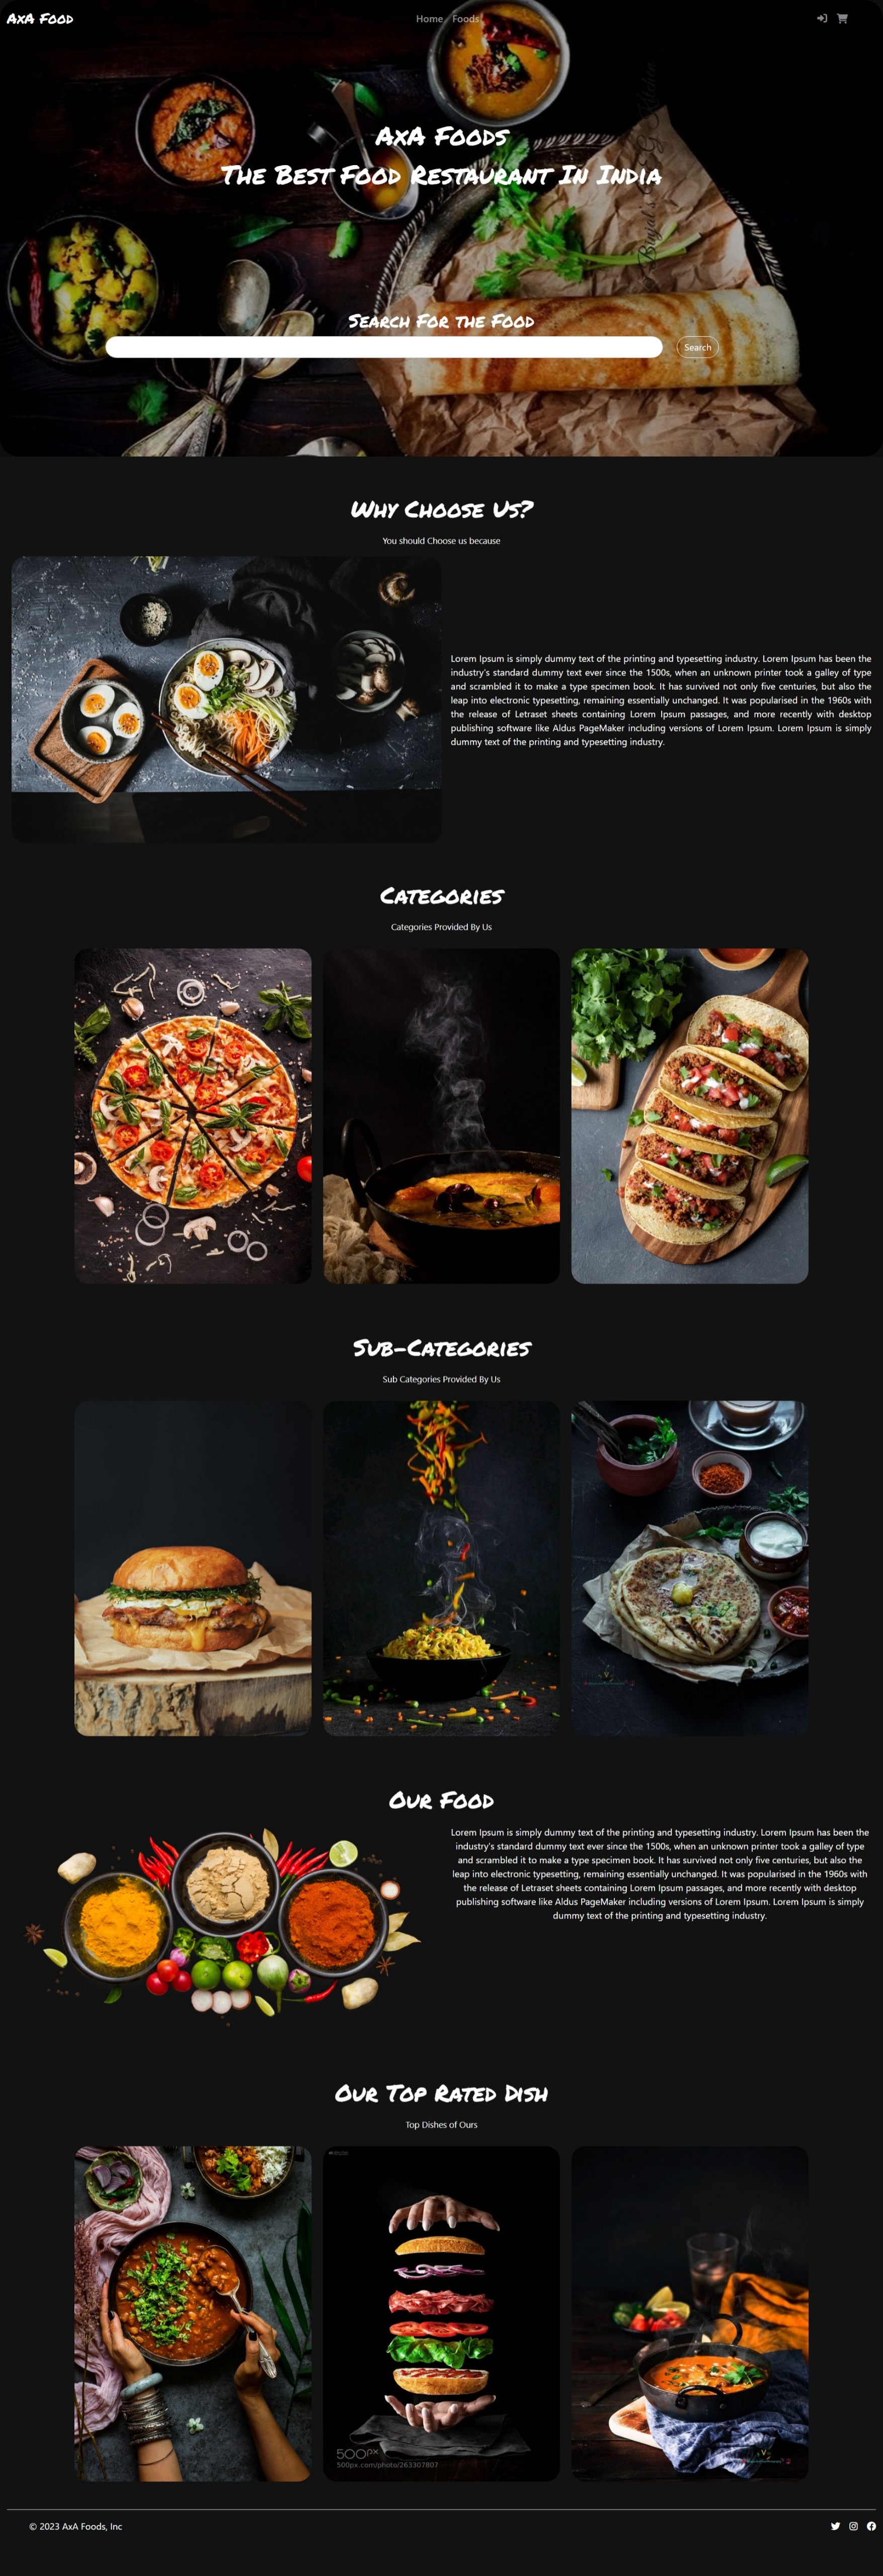 AxA Food
Home Foods
AxA Foods
The Best Food Restaurant In India
Search For the Food
Search
Why Choose Us?
You should Choose us because
Lorem Ipsum is simply dummy text of the printing and typesetting industry. Lorem Ipsum has been the
industry's standard dummy text ever since the 1500s, when an unknown printer took a galley of type
and scrambled it to make a type specimen book. It has survived not only five centuries, but also the
leap into electronic typesetting, remaining essentially unchanged. It was popularised in the 1960s with
the release of Letraset sheets containing Lorem Ipsum passages, and more recently with desktop
publishing software like Aldus PageMaker including versions of Lorem Ipsum. Lorem Ipsum is simply
dummy text of the printing and typesetting industry.
Categories
Categories Provided By Us
Sub-Categories
Sub Categories Provided By Us
Our Food
Lorem Ipsum is simply dummy text of the printing and typesetting industry. Lorem Ipsum has been the
industry's standard dummy text ever since the 1500s, when an unknown printer took a galley of type
and scrambled it to make a type specimen book. It has survived not only five centuries, but also the
leap into electronic typesetting, remaining essentially unchanged. It was popularised in the 1960s with
the release of Letraset sheets containing Lorem Ipsum passages, and more recently with desktop
publishing software like Aldus PageMaker including versions of Lorem Ipsum. Lorem Ipsum is simply
dummy text of the printing and typesetting industry.
Our Top Rated Dish
Top Dishes of Ours
500px
500px.com/photo/263307807
© 2023 AxA Foods, Inc